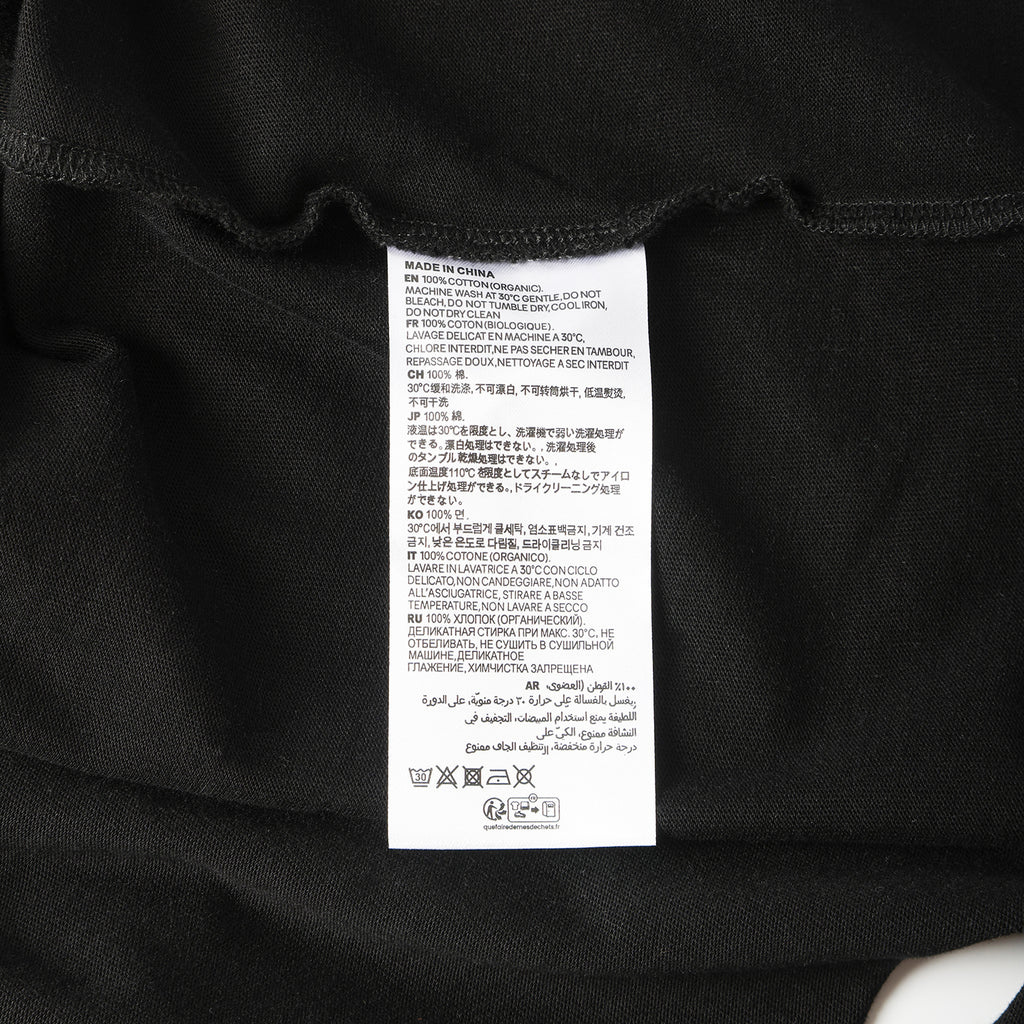 MADE IN CHINA
EN 100% COTTON (ORGANIC).
MACHINE WASH AT 30°C GENTLE, DO NOT
BLEACH, DO NOT TUMBLE DRY, COOL IRON,
DO NOT DRY CLEAN
FR 100% COTON (BIOLOGIQUE).
LAVAGE DELICAT EN MACHINE A 30°C,
CHLORE INTERDIT, NE PAS SECHER EN TAMBOUR,
REPASSAGE DOUX, NETTOYAGE A SEC INTERDIT
CH 100% 棉.
30℃缓和洗涤, 不可漂白, 不可转筒烘干, 低温熨烫,
不可干洗
JP 100% 綿.
液温は30℃を限度とし、洗濯機で弱い洗濯処理が
できる。漂白処理はできない。, 洗濯処理後
のタンブル乾燥処理はできない。,
底面温度110℃を限度としてスチームなしでアイロ
ン仕上げ処理ができる。, ドライクリーニング処理
ができない。
KO 100% 면.
30℃에서 부드럽게 클세탁, 염소표백금지, 기계 건조
금지, 낮은 온도로 다림질, 드라이클리닝 금지
IT 100% COTONE (ORGANICO).
LAVARE IN LAVATRICE A 30°C CON CICLO
DELICATO, NON CANDEGGIARE, NON ADATTO
ALL'ASCIUGATRICE, STIRARE A BASSE
TEMPERATURE, NON LAVARE A SECCO
RU 100% ХЛОПОК (ОРГАНИЧЕСКИЙ).
ДЕЛИКАТНАЯ СТИРКА ПРИ МАКС. 30°C, НЕ
ОТБЕЛИВАТЬ, НЕ СУШИТЬ В СУШИЛЬНОЙ
МАШИНЕ, ДЕЛИКАТНОЕ
ГЛАЖЕНИЕ, ХИМЧИСТКА ЗАПРЕЩЕНА
AR ١٠٠٪ القطن (العضوي.
يغسل بالغسالة على حرارة ٣٠ درجة مئوية، على الدورة
اللطيفة يمنع استخدام المبيضات، التجفيف في
النشافة ممنوع، الكيّ على
درجة حرارة منخفضة، التنظيف الجاف ممنوع
30
FR
quefairedemesdechets.fr